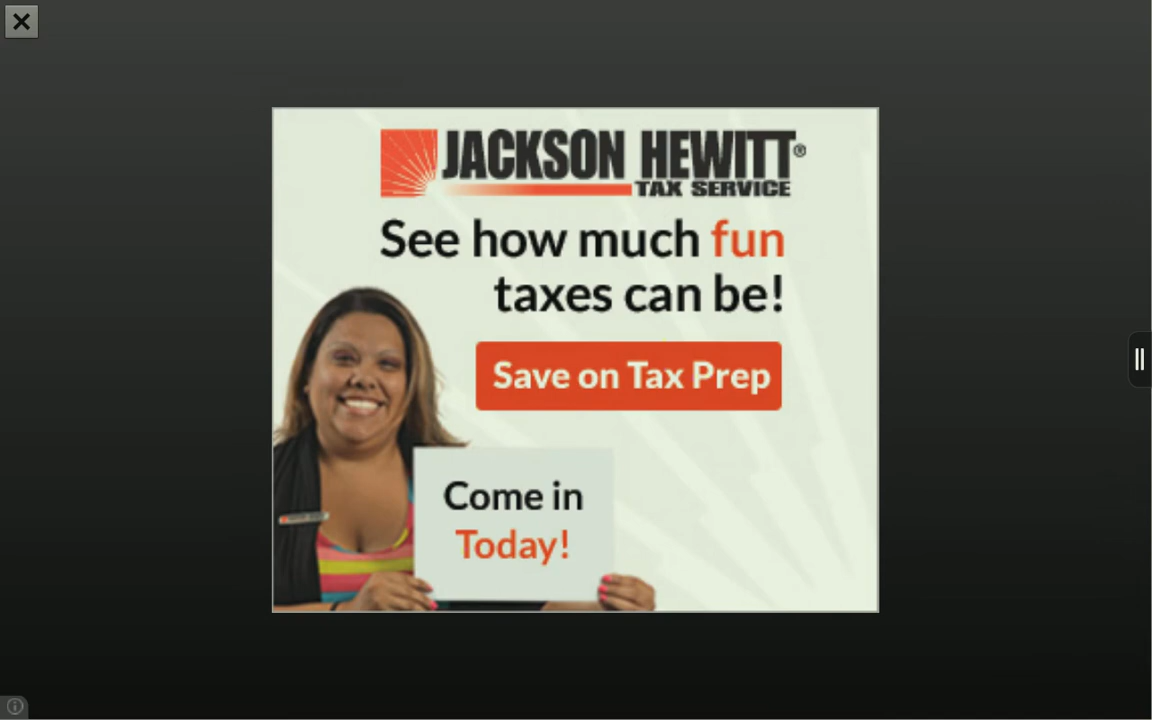 JACKSON HEWITT®
TAX SERVICE
See how much fun
taxes can be!
Save on Tax Prep
Come in
Today!